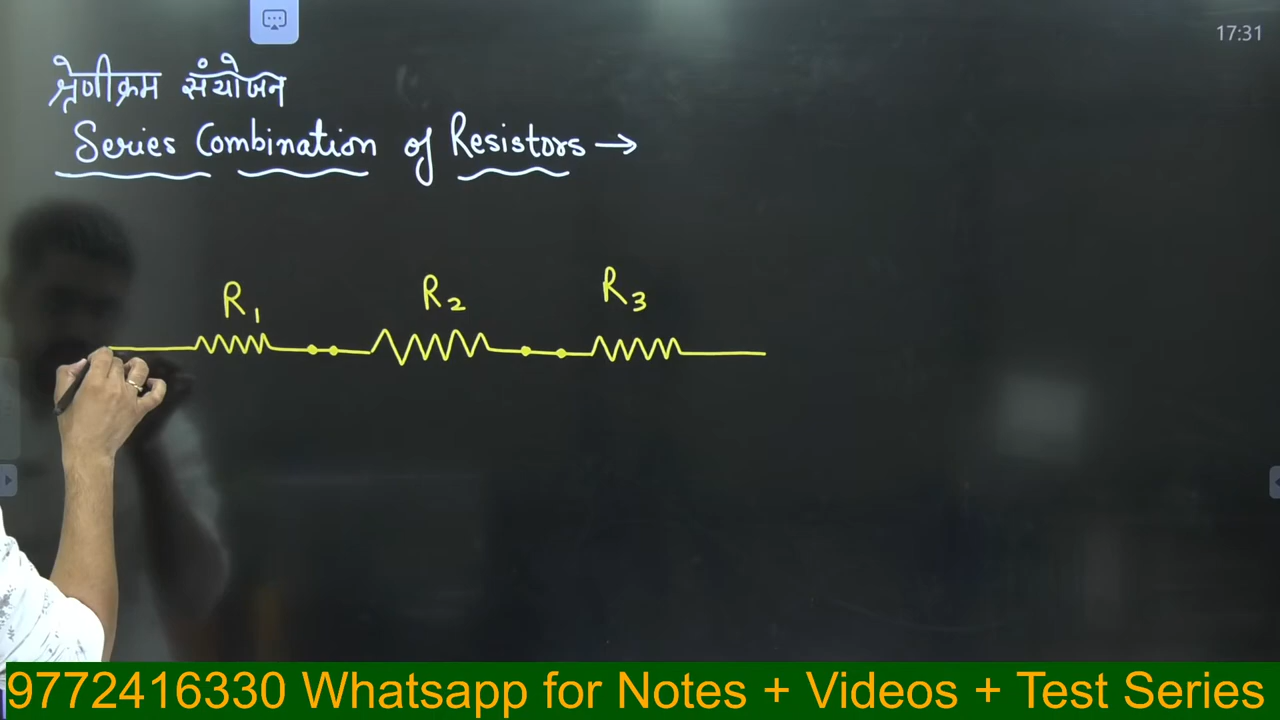 17:31
श्रेणीक्रम संयोजन
Series Combination of Resistors →
R₁ R₂ R₃
9772416330 Whatsapp for Notes + Videos + Test Series